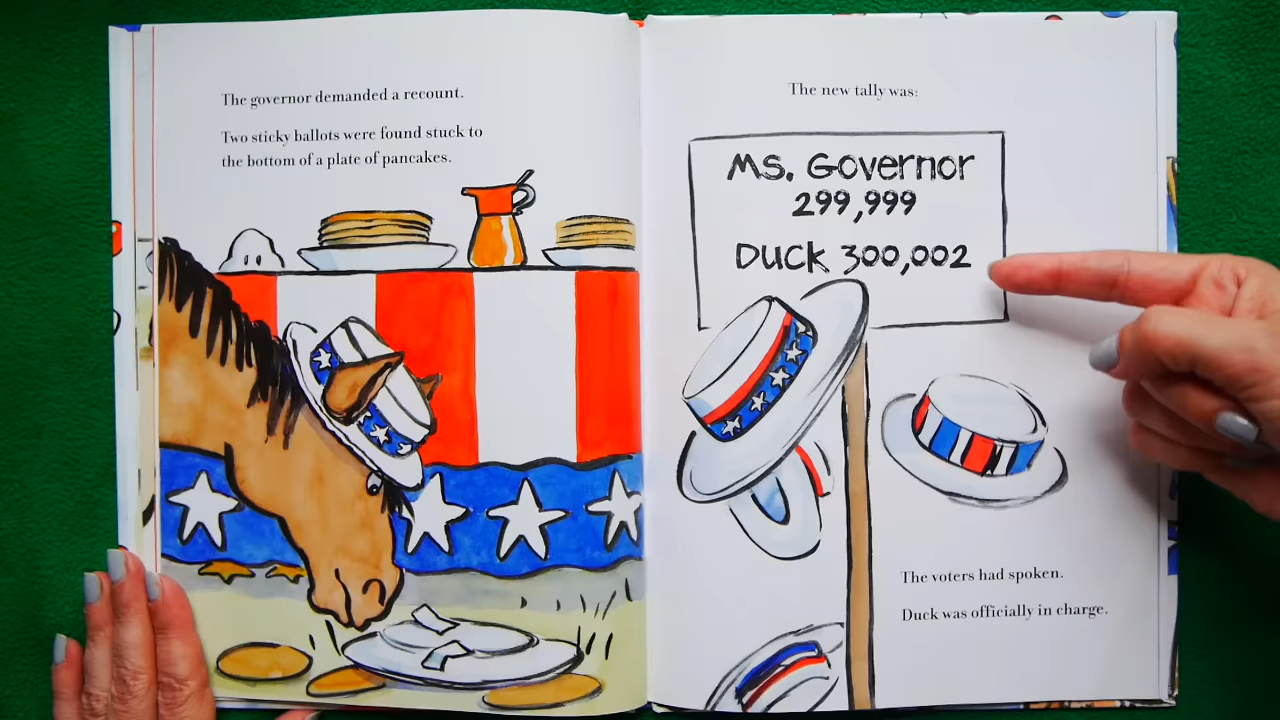 The governor demanded a recount.
Two sticky ballots were found stuck to
the bottom of a plate of pancakes.
The new tally was:
Ms. Governor
299,999
Duck 300,002
The voters had spoken.
Duck was officially in charge.